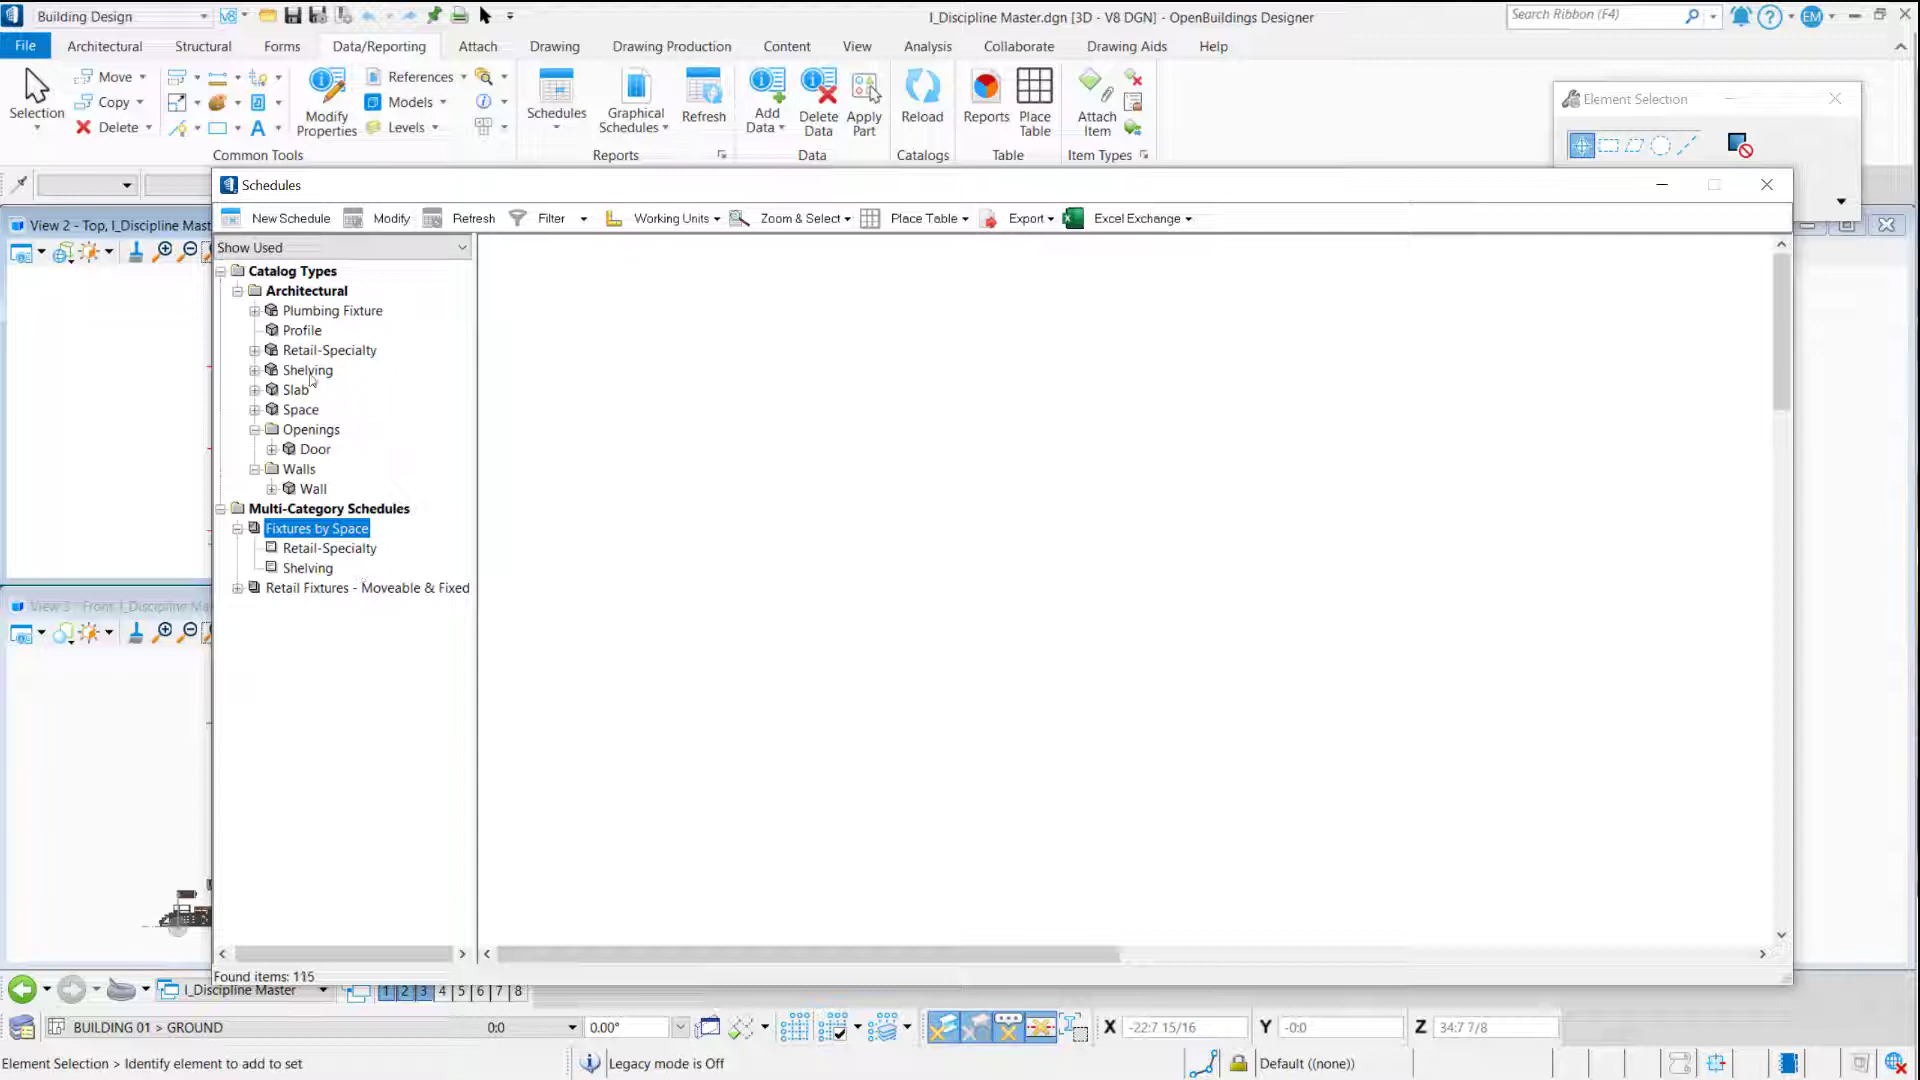 Building Design
I_Discipline Master.dgn [3D - V8 DGN] - OpenBuildings Designer
Search Ribbon (F4)
EM
File
Architectural
Structural
Forms
Data/Reporting
Attach
Drawing
Drawing Production
Content
View
Analysis
Collaborate
Drawing Aids
Help
Selection
Move
Copy
Delete
Modify Properties
References
Models
Levels
Common Tools
Schedules
Graphical Schedules
Refresh
Reports
Add Data
Delete Data
Apply Part
Data
Reload
Catalogs
Reports
Place Table
Table
Attach Item
Item Types
Element Selection
View 2 - Top, I_Discipline Mast
Schedules
New Schedule
Modify
Refresh
Filter
Working Units
Zoom & Select
Place Table
Export
Excel Exchange
Show Used
Catalog Types
Architectural
Plumbing Fixture
Profile
Retail-Specialty
Shelving
Slab
Space
Openings
Door
Walls
Wall
Multi-Category Schedules
Fixtures by Space
Retail-Specialty
Shelving
Retail Fixtures - Moveable & Fixed
View 3 - Front, I_Discipline Ma
Found items: 115
I_Discipline Master
1 2 3 4 5 6 7 8
BUILDING 01 > GROUND
0:0
0.00°
X -22:7 15/16
Y -0:0
Z 34:7 7/8
Element Selection > Identify element to add to set
Legacy mode is Off
Default ((none))